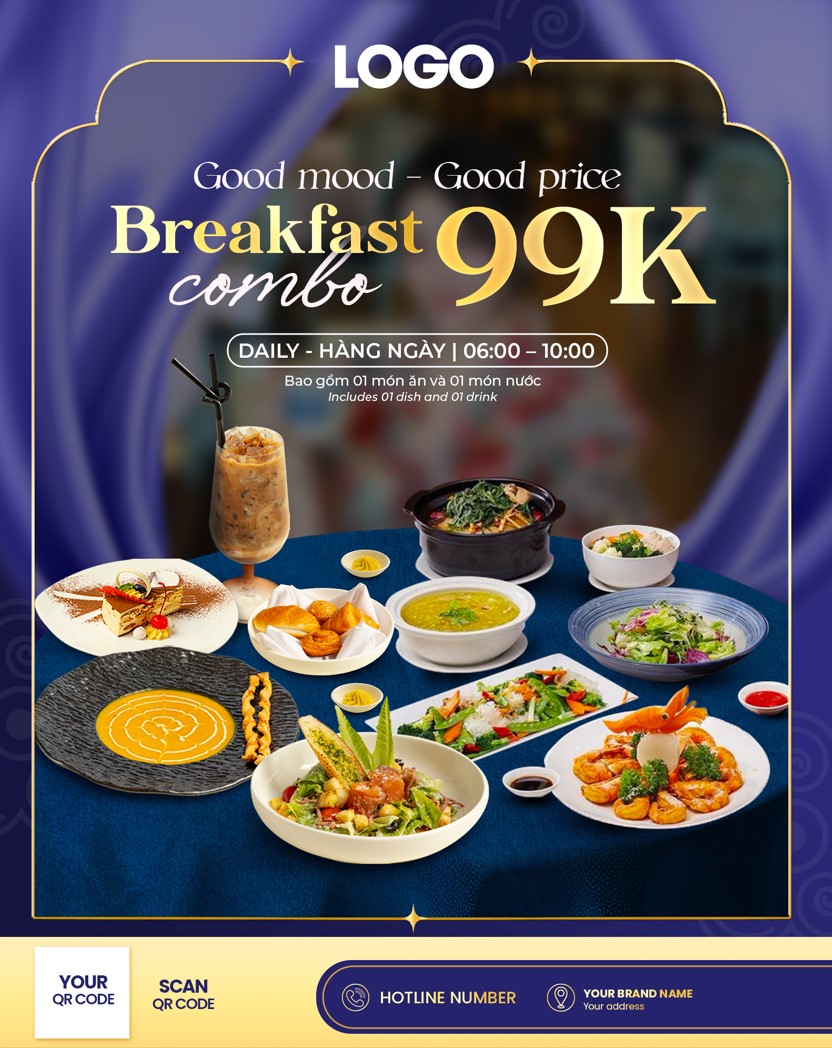 LOGO
Good mood – Good price
Breakfast 99K
combo
DAILY - HÀNG NGÀY | 06:00 – 10:00
Bao gồm 01 món ăn và 01 món nước
Includes 01 dish and 01 drink
YOUR
QR CODE
SCAN
QR CODE
HOTLINE NUMBER
YOUR BRAND NAME
Your address